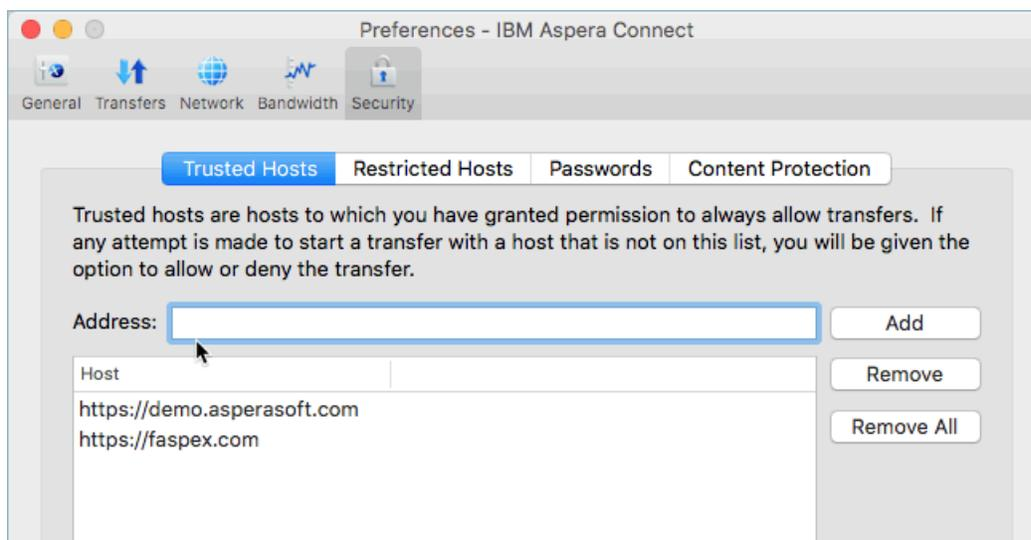 Preferences - IBM Aspera Connect
General Transfers Network Bandwidth Security
Trusted Hosts Restricted Hosts Passwords Content Protection
Trusted hosts are hosts to which you have granted permission to always allow transfers. If
any attempt is made to start a transfer with a host that is not on this list, you will be given the
option to allow or deny the transfer.
Address: Add
Host Remove
https://demo.asperasoft.com
Remove All
https://faspex.com